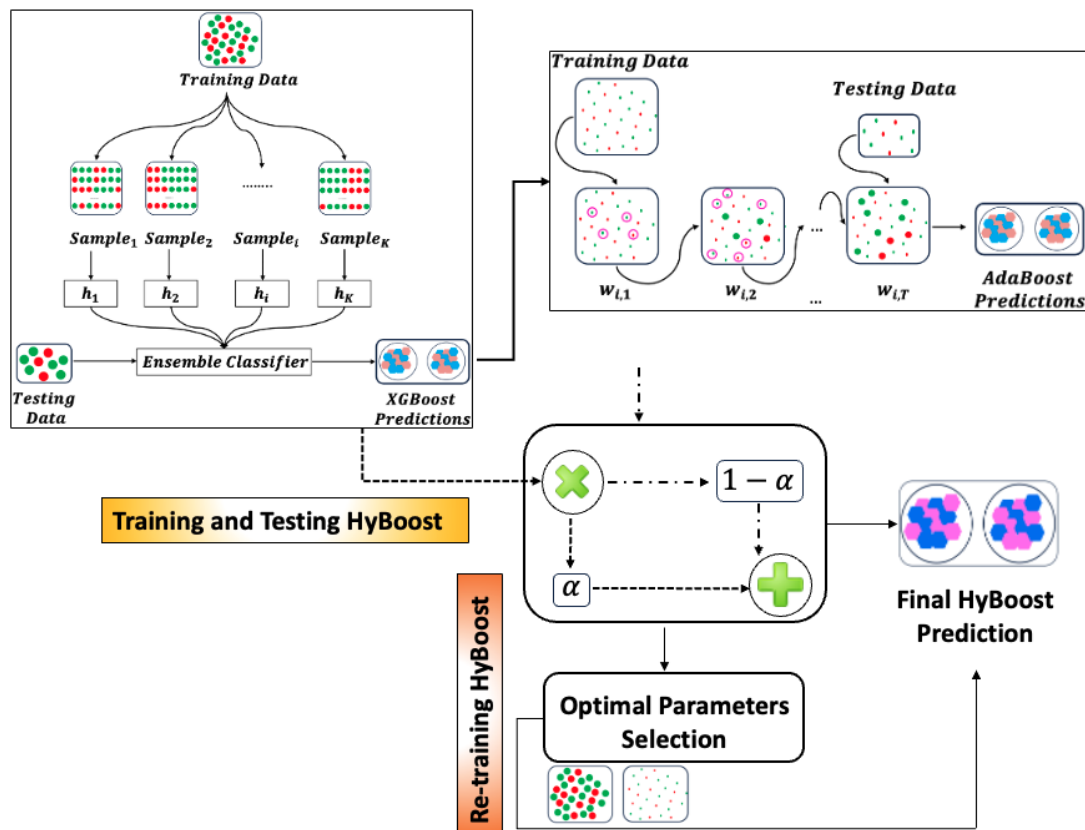 Training Data
........
....
....
....
Sample₁ Sample₂ Sampleᵢ Sample_K
h₁ h₂ hᵢ h_K
Ensemble Classifier
Testing
Data
XGBoost
Predictions
Training Data
Testing Data
...
wᵢ,₁ wᵢ,₂ ... wᵢ,T
AdaBoost
Predictions
Training and Testing HyBoost
1 − α
α
Re-training HyBoost
Optimal Parameters
Selection
Final HyBoost
Prediction